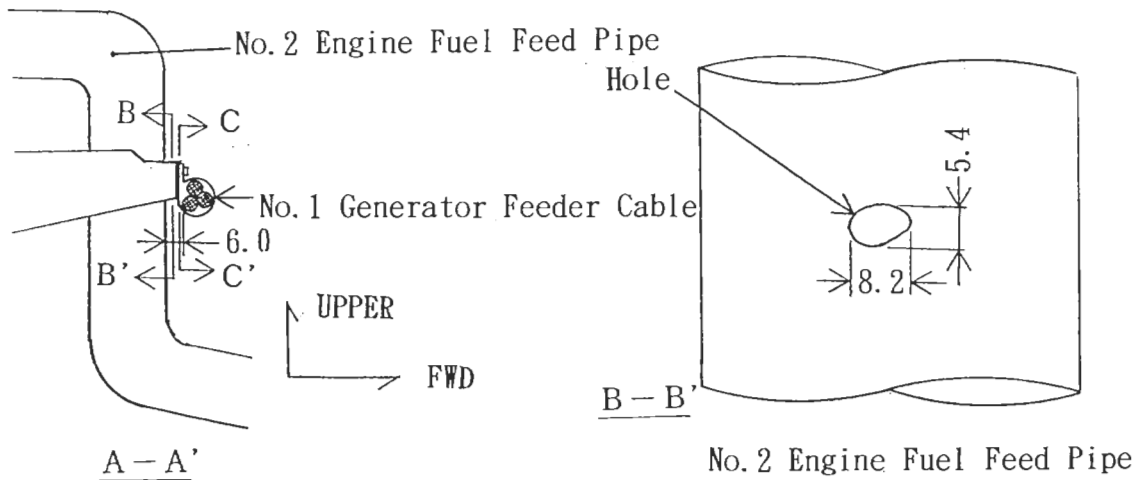 No.2 Engine Fuel Feed Pipe
B
C
No.1 Generator Feeder Cable
6.0
B'
C'
UPPER
FWD
A-A'
Hole
5.4
8.2
B-B'
No.2 Engine Fuel Feed Pipe